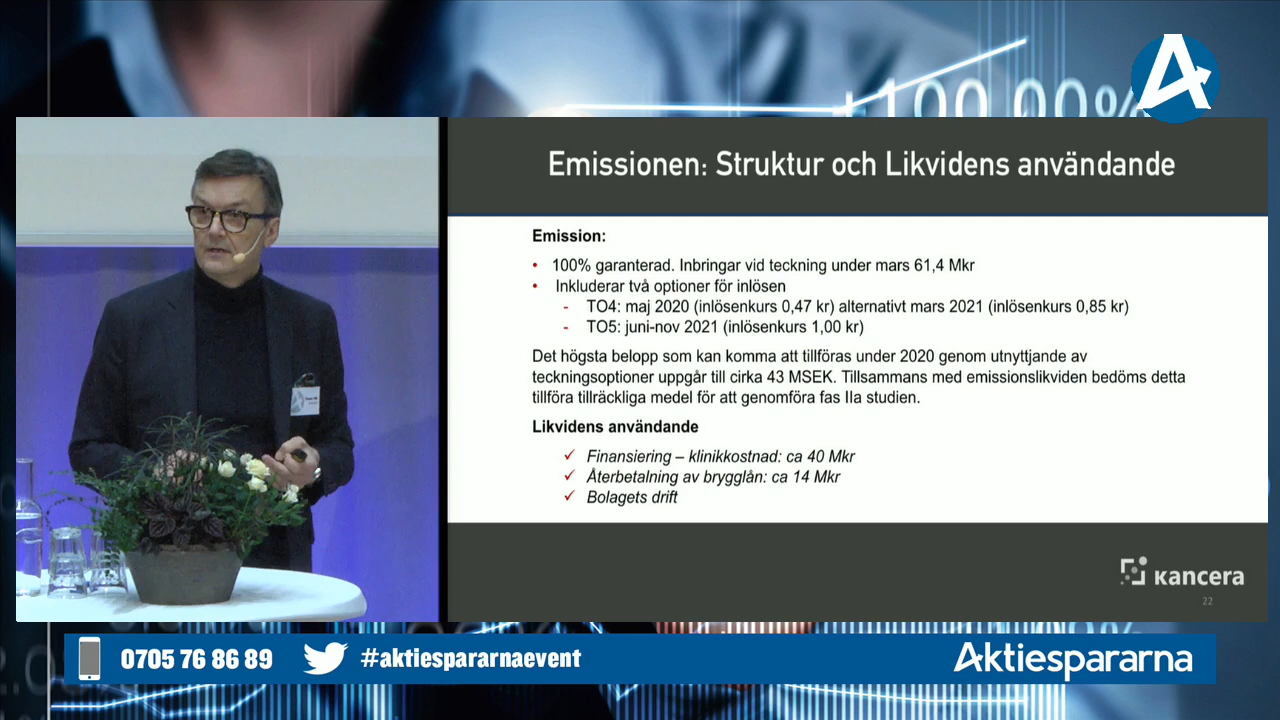 +100,00%
Emissionen: Struktur och Likvidens användande
Emission:
• 100% garanterad. Inbringar vid teckning under mars 61,4 Mkr
• Inkluderar två optioner för inlösen
- TO4: maj 2020 (inlösenkurs 0,47 kr) alternativt mars 2021 (inlösenkurs 0,85 kr)
- TO5: juni-nov 2021 (inlösenkurs 1,00 kr)
Det högsta belopp som kan komma att tillföras under 2020 genom utnyttjande av
teckningsoptioner uppgår till cirka 43 MSEK. Tillsammans med emissionslikviden bedöms detta
tillföra tillräckliga medel för att genomföra fas IIa studien.
Likvidens användande
✓ Finansiering – klinikkostnad: ca 40 Mkr
✓ Återbetalning av brygglån: ca 14 Mkr
✓ Bolagets drift
kancera
22
0705 76 86 89
#aktiespararnaevent
Aktiespararna